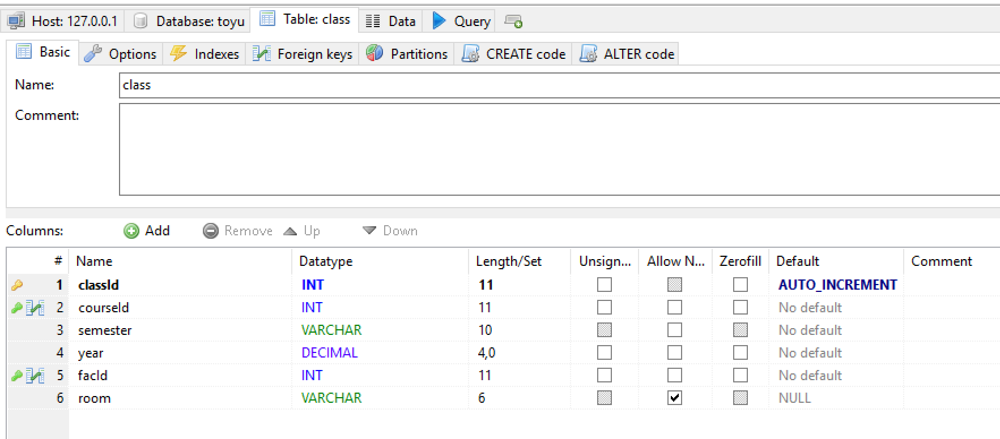 Host: 127.0.0.1 Database: toyu Table: class Data Query
Basic Options Indexes Foreign keys Partitions CREATE code ALTER code
Name: class
Comment:
Columns: Add Remove Up Down
# Name Datatype Length/Set Unsign... Allow N... Zerofill Default Comment
1 classId INT 11 AUTO_INCREMENT
2 courseId INT 11 No default
3 semester VARCHAR 10 No default
4 year DECIMAL 4,0 No default
5 facId INT 11 No default
6 room VARCHAR 6 NULL